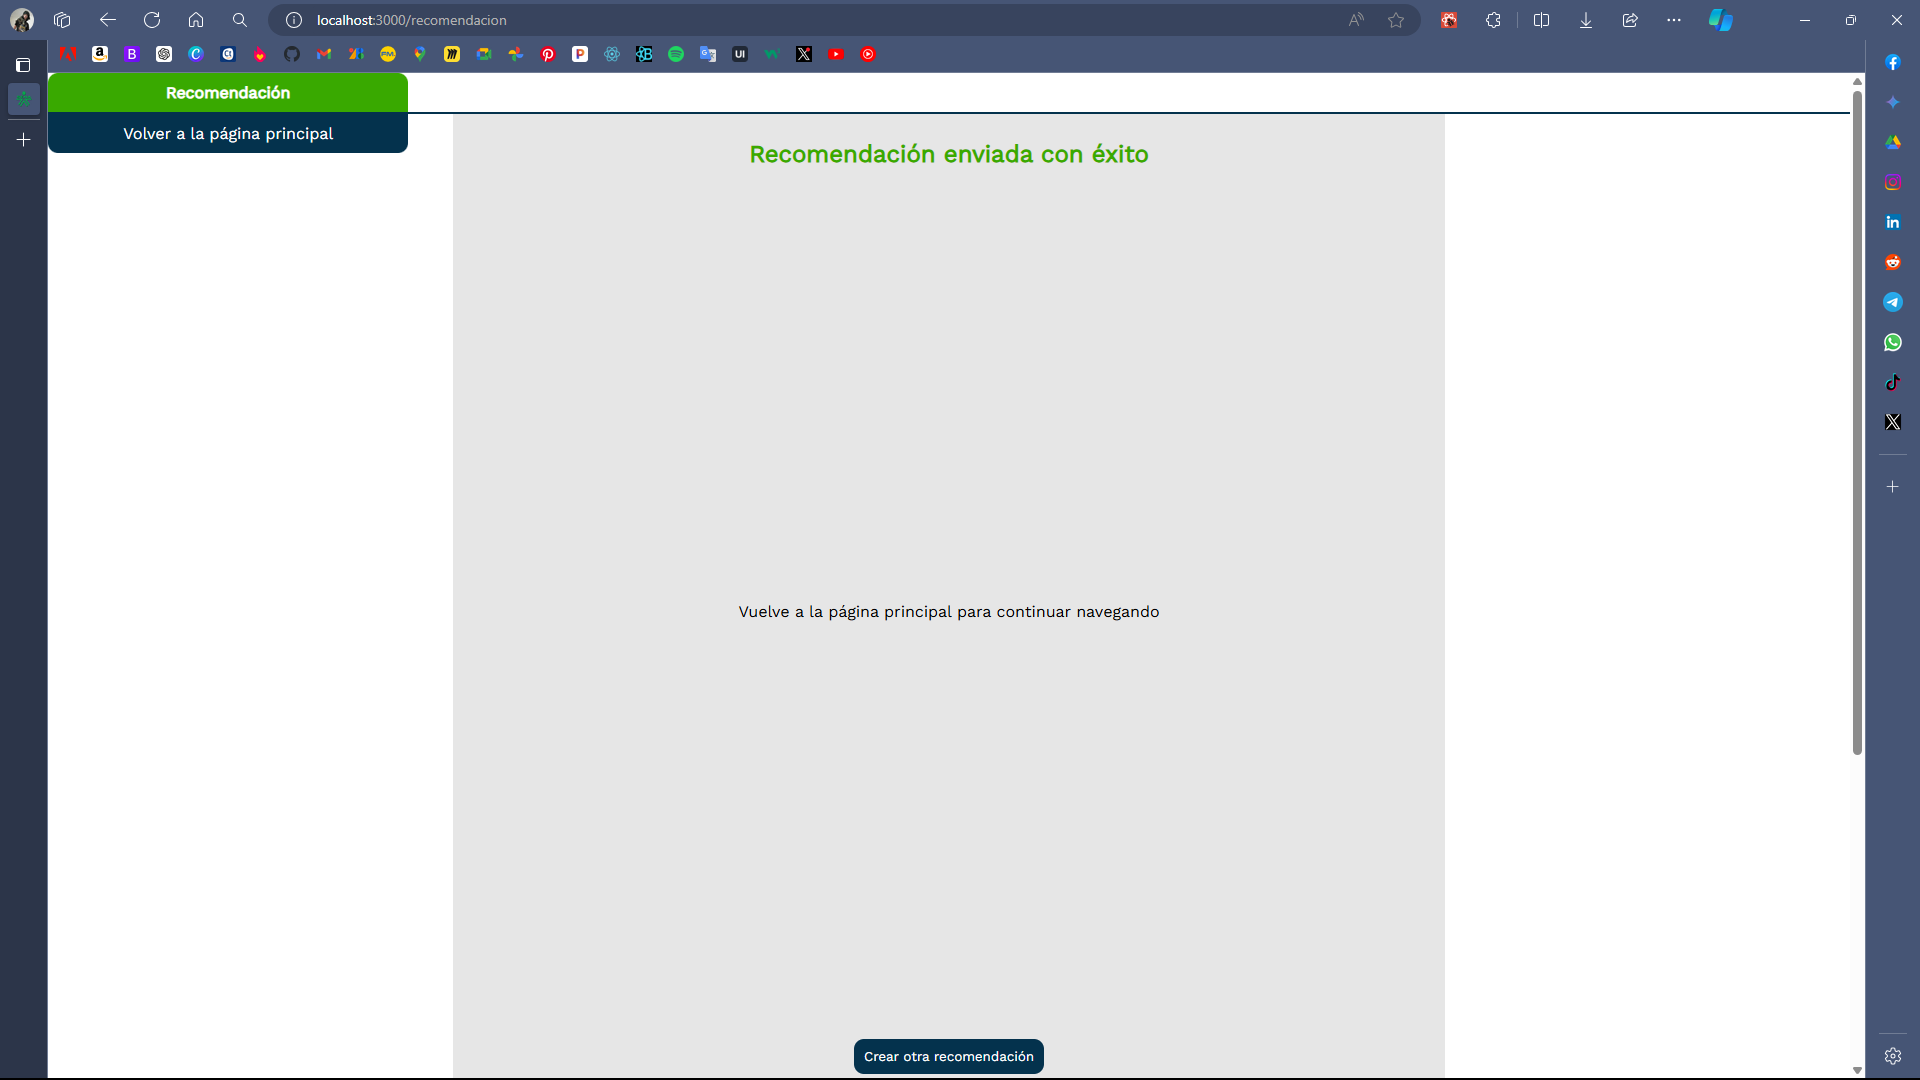 localhost:3000/recomendacion
Recomendación
Volver a la página principal
Recomendación enviada con éxito
Vuelve a la página principal para continuar navegando
Crear otra recomendación